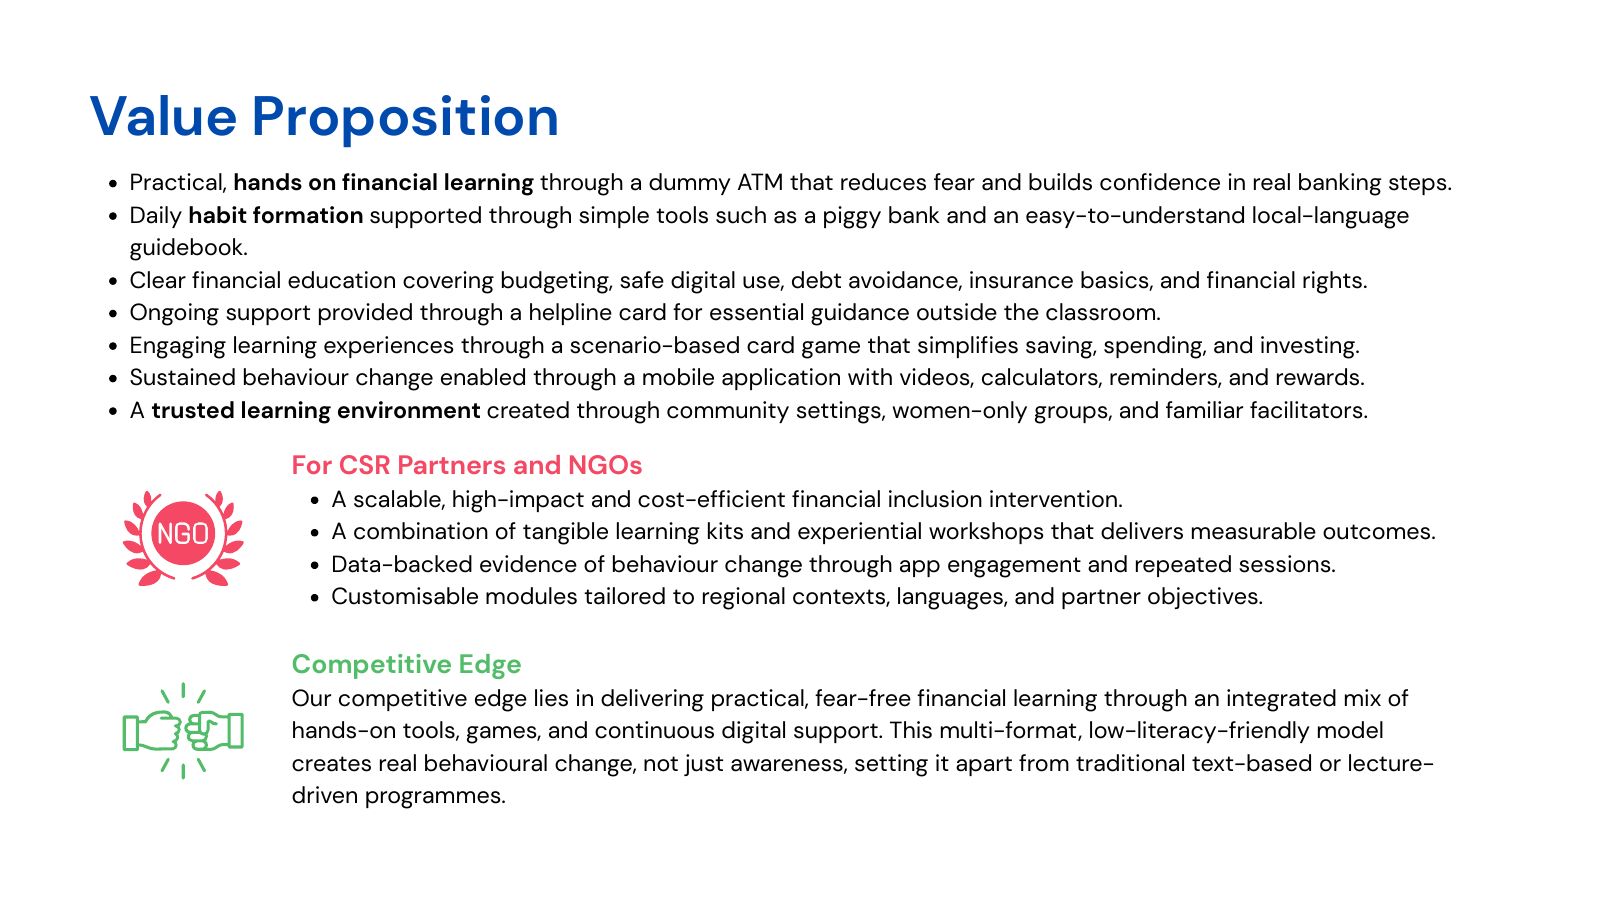 Value Proposition
• Practical, hands on financial learning through a dummy ATM that reduces fear and builds confidence in real banking steps.
• Daily habit formation supported through simple tools such as a piggy bank and an easy-to-understand local-language
guidebook.
• Clear financial education covering budgeting, safe digital use, debt avoidance, insurance basics, and financial rights.
• Ongoing support provided through a helpline card for essential guidance outside the classroom.
• Engaging learning experiences through a scenario-based card game that simplifies saving, spending, and investing.
• Sustained behaviour change enabled through a mobile application with videos, calculators, reminders, and rewards.
• A trusted learning environment created through community settings, women-only groups, and familiar facilitators.
For CSR Partners and NGOs
• A scalable, high-impact and cost-efficient financial inclusion intervention.
• A combination of tangible learning kits and experiential workshops that delivers measurable outcomes.
• Data-backed evidence of behaviour change through app engagement and repeated sessions.
• Customisable modules tailored to regional contexts, languages, and partner objectives.
NGO
Competitive Edge
Our competitive edge lies in delivering practical, fear-free financial learning through an integrated mix of
hands-on tools, games, and continuous digital support. This multi-format, low-literacy-friendly model
creates real behavioural change, not just awareness, setting it apart from traditional text-based or lecture-
driven programmes.